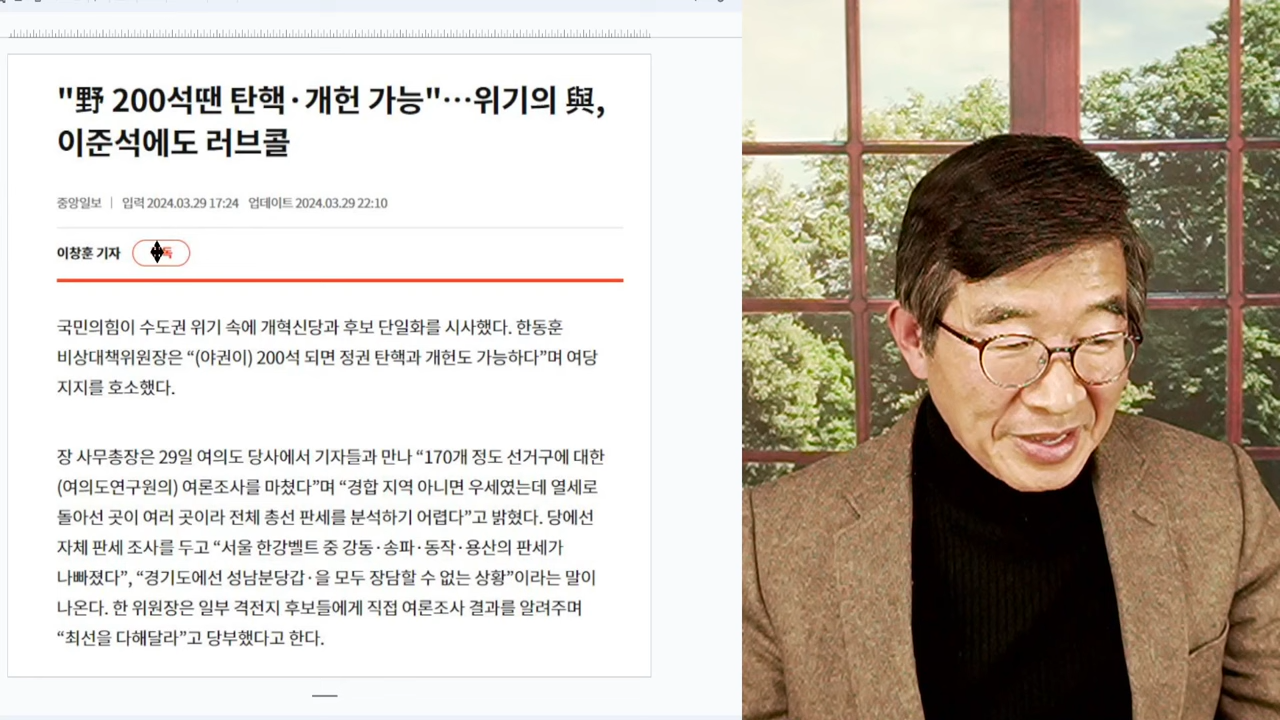 "野 200석땐 탄핵·개헌 가능"…위기의 與,
이준석에도 러브콜
중앙일보 | 입력 2024.03.29 17:24 업데이트 2024.03.29 22:10
이창훈 기자
국민의힘이 수도권 위기 속에 개혁신당과 후보 단일화를 시사했다. 한동훈
비상대책위원장은 “(야권이) 200석 되면 정권 탄핵과 개헌도 가능하다”며 여당
지지를 호소했다.
장 사무총장은 29일 여의도 당사에서 기자들과 만나 “170개 정도 선거구에 대한
(여의도연구원의) 여론조사를 마쳤다”며 “경합 지역 아니면 우세였는데 열세로
돌아선 곳이 여러 곳이라 전체 총선 판세를 분석하기 어렵다”고 밝혔다. 당에선
자체 판세 조사를 두고 “서울 한강벨트 중 강동·송파·동작·용산의 판세가
나빠졌다”, “경기도에선 성남분당갑·을 모두 장담할 수 없는 상황”이라는 말이
나온다. 한 위원장은 일부 격전지 후보들에게 직접 여론조사 결과를 알려주며
“최선을 다해달라”고 당부했다고 한다.